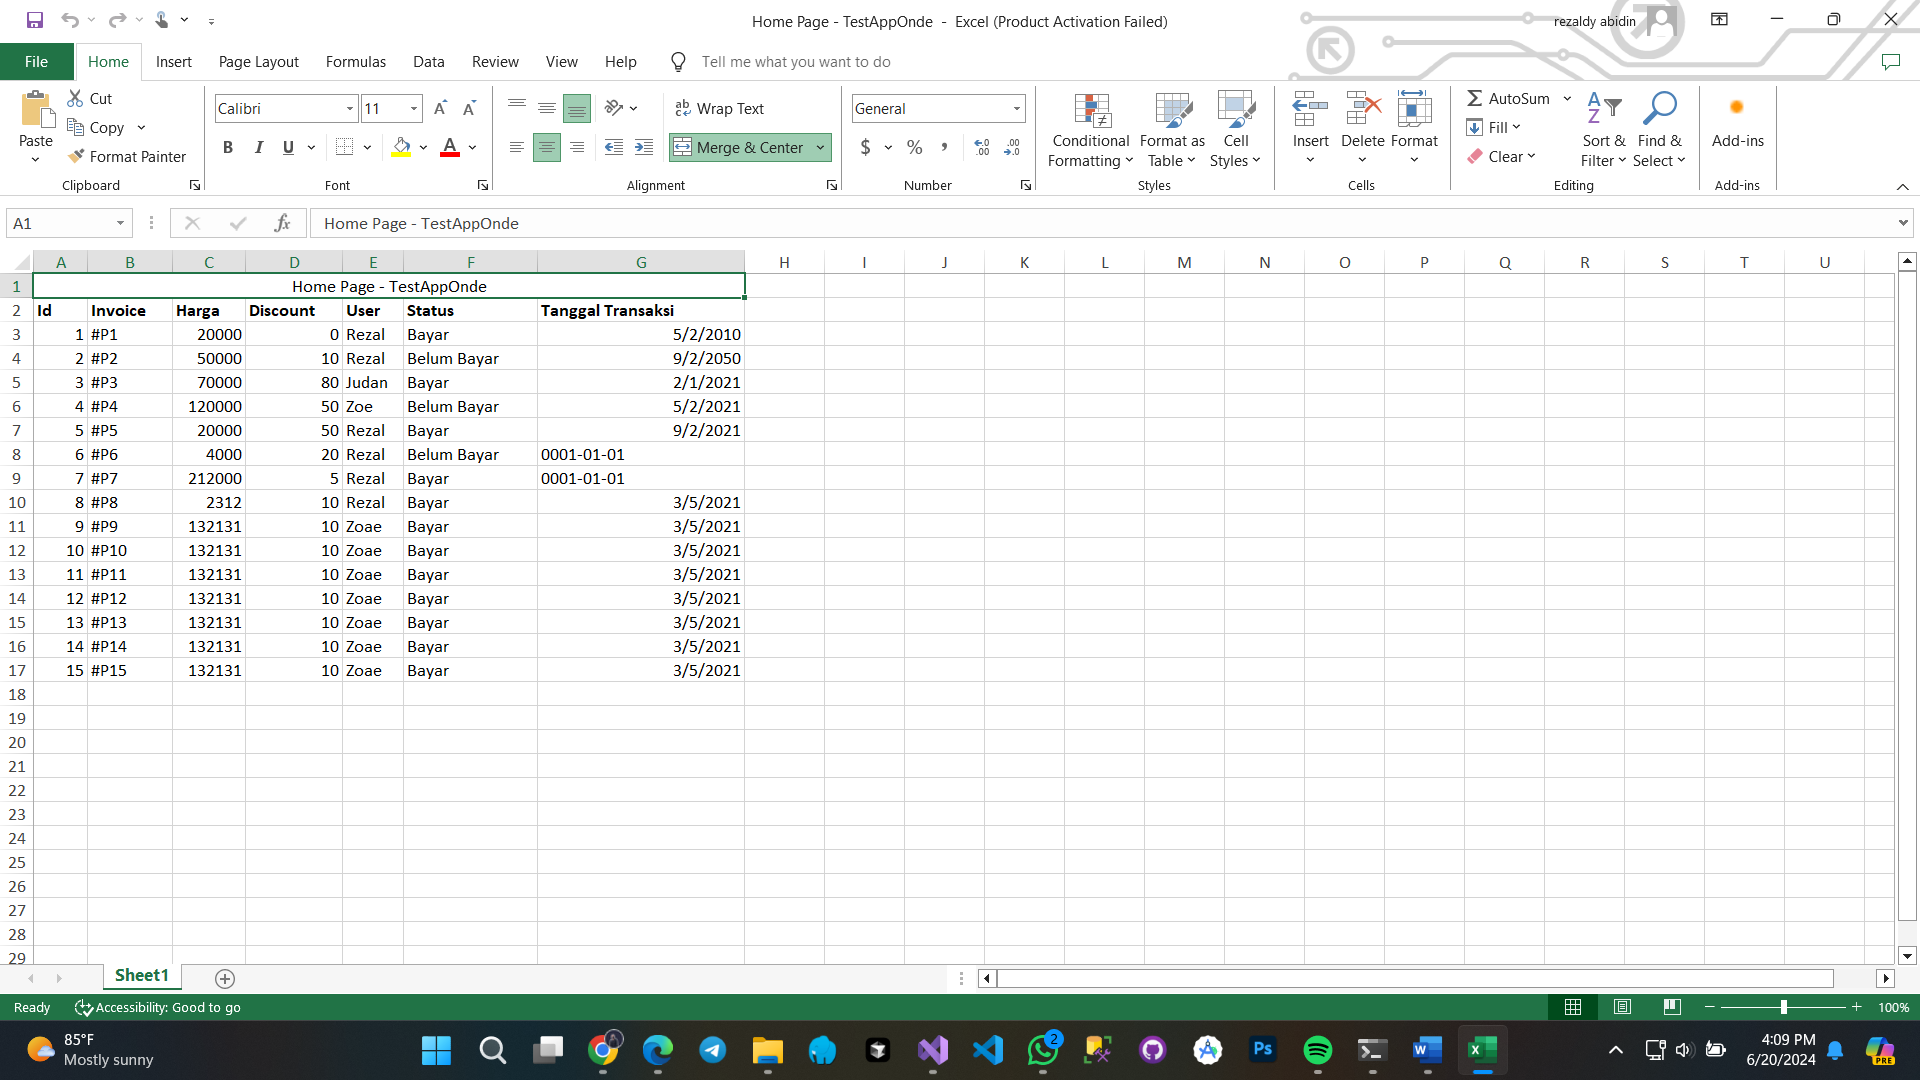 Home Page - TestAppOnde - Excel (Product Activation Failed)
rezaldy abidin
File Home Insert Page Layout Formulas Data Review View Help Tell me what you want to do
Paste
Cut
Copy
Format Painter
Clipboard
Calibri 11
B I U A
Font
ab Wrap Text
Merge & Center
Alignment
General
$ % ,
Number
Conditional Formatting
Format as Table
Cell Styles
Styles
Insert Delete Format
Cells
AutoSum
Fill
Clear
Sort & Filter
Find & Select
Editing
Add-ins
Add-ins
A1 fx Home Page - TestAppOnde
A B C D E F G H I J K L M N O P Q R S T U
1 Home Page - TestAppOnde
2 Id Invoice Harga Discount User Status Tanggal Transaksi
3 1 #P1 20000 0 Rezal Bayar 5/2/2010
4 2 #P2 50000 10 Rezal Belum Bayar 9/2/2050
5 3 #P3 70000 80 Judan Bayar 2/1/2021
6 4 #P4 120000 50 Zoe Belum Bayar 5/2/2021
7 5 #P5 20000 50 Rezal Bayar 9/2/2021
8 6 #P6 4000 20 Rezal Belum Bayar 0001-01-01
9 7 #P7 212000 5 Rezal Bayar 0001-01-01
10 8 #P8 2312 10 Rezal Bayar 3/5/2021
11 9 #P9 132131 10 Zoae Bayar 3/5/2021
12 10 #P10 132131 10 Zoae Bayar 3/5/2021
13 11 #P11 132131 10 Zoae Bayar 3/5/2021
14 12 #P12 132131 10 Zoae Bayar 3/5/2021
15 13 #P13 132131 10 Zoae Bayar 3/5/2021
16 14 #P14 132131 10 Zoae Bayar 3/5/2021
17 15 #P15 132131 10 Zoae Bayar 3/5/2021
18
19
20
21
22
23
24
25
26
27
28
29
Sheet1
Ready Accessibility: Good to go 100%
85°F
Mostly sunny
2
Ps
4:09 PM
6/20/2024
PRE